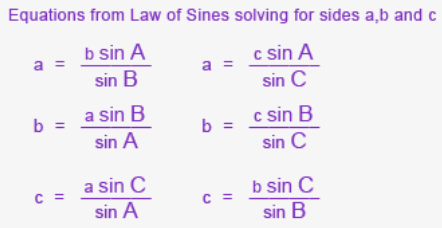 Equations from Law of Sines solving for sides a,b and c
a = b sin A / sin B    a = c sin A / sin C
b = a sin B / sin A    b = c sin B / sin C
c = a sin C / sin A    c = b sin C / sin B